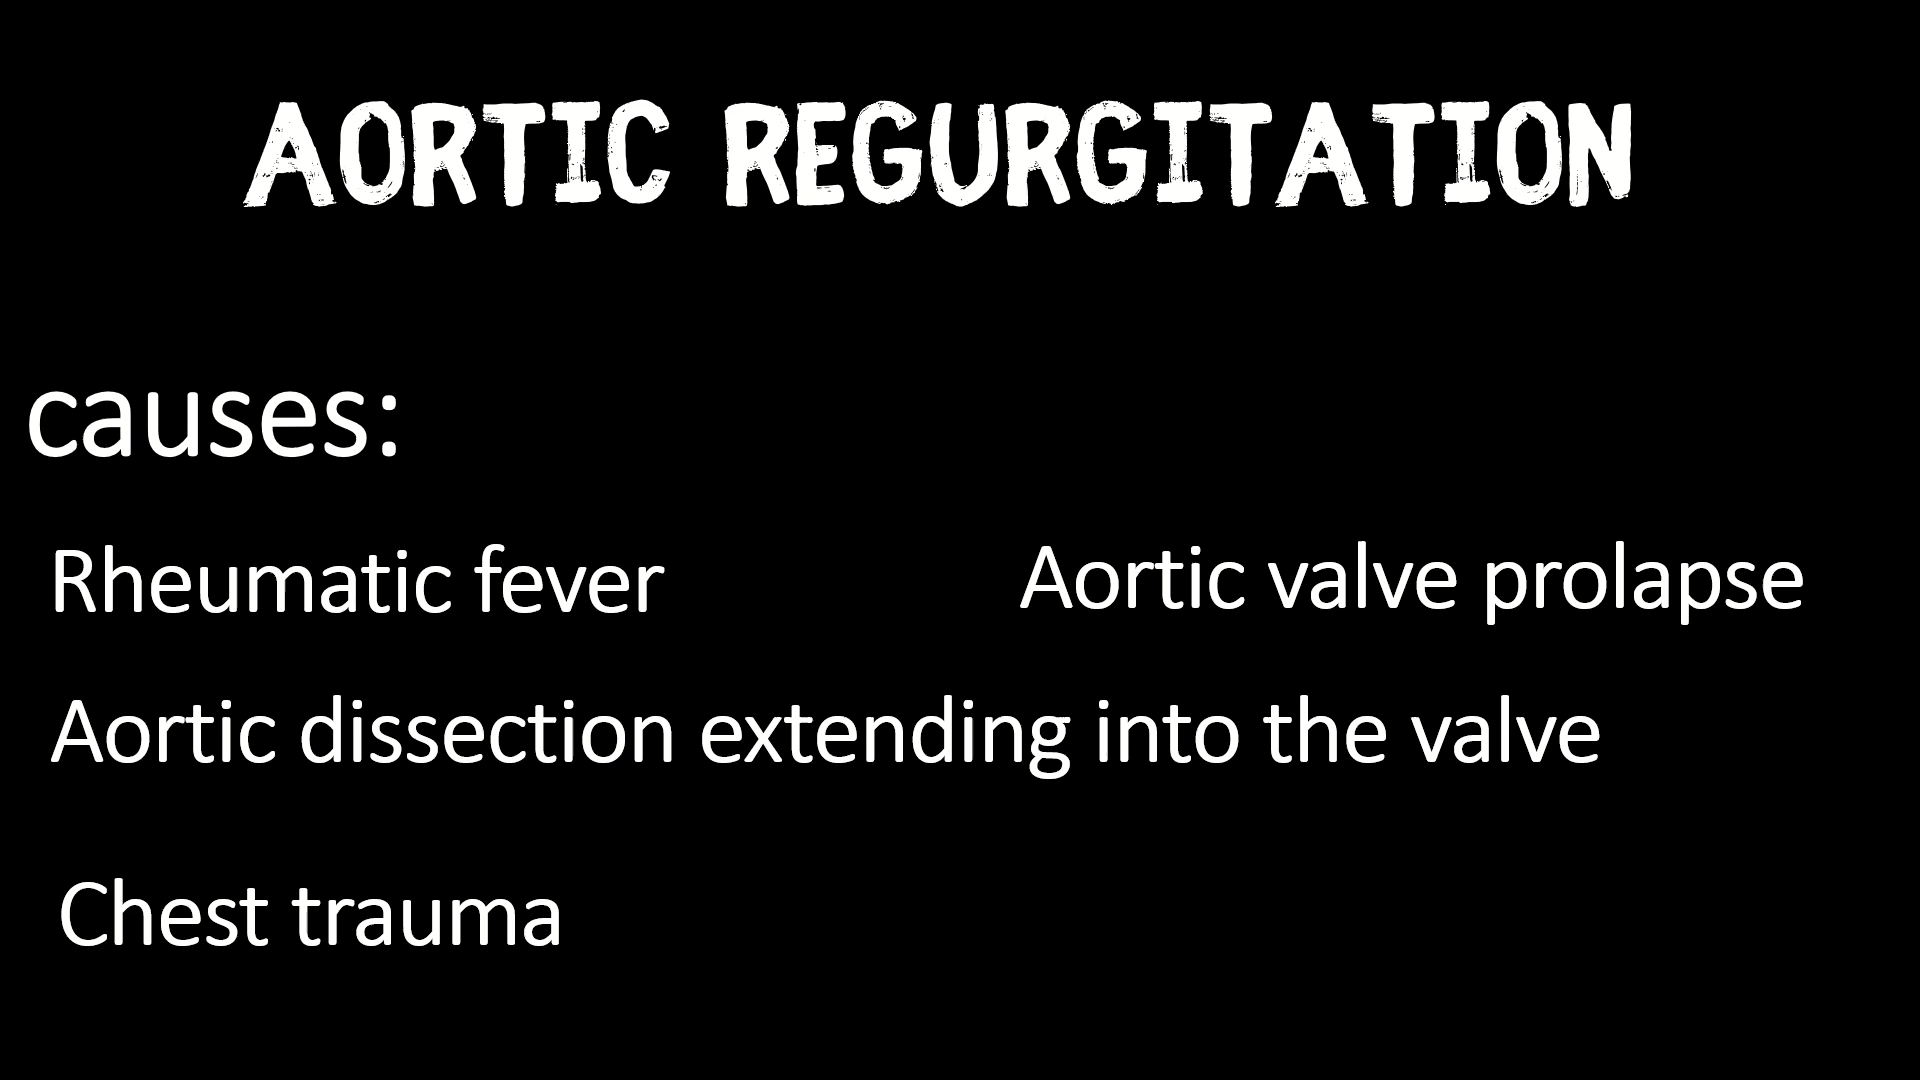 AORTIC REGURGITATION
causes:
Rheumatic fever
Aortic valve prolapse
Aortic dissection extending into the valve
Chest trauma